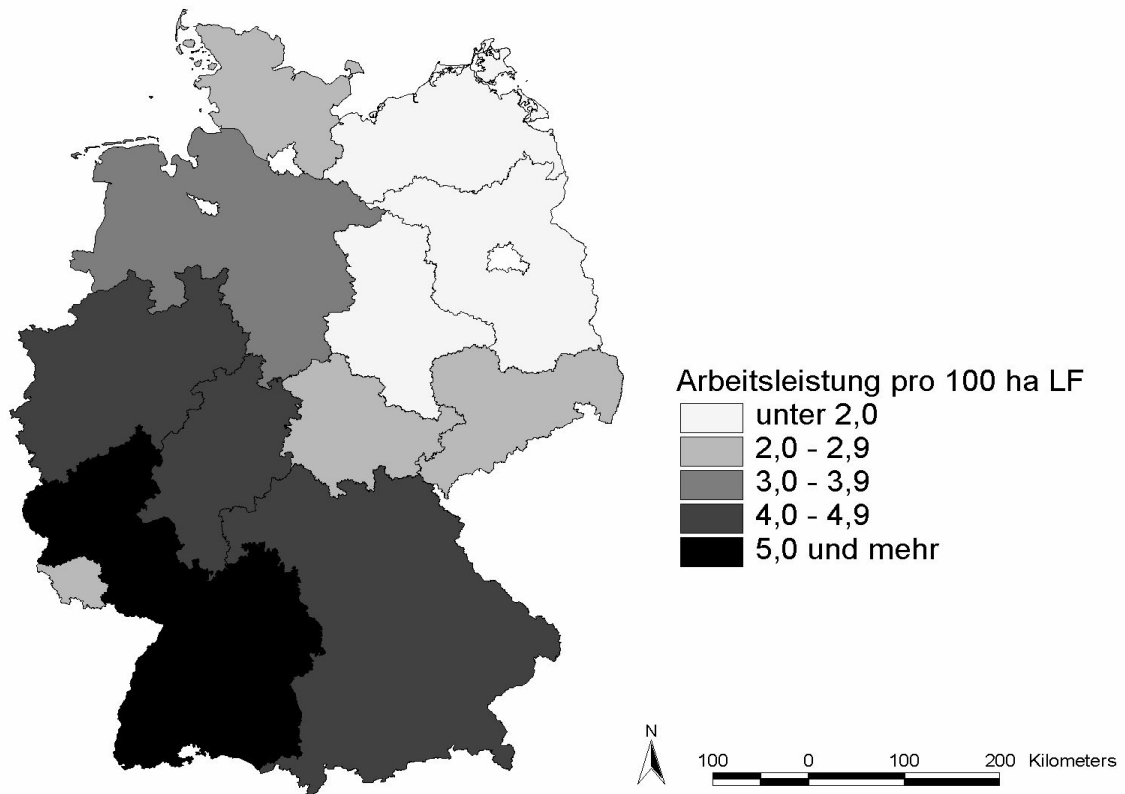 Arbeitsleistung pro 100 ha LF
unter 2,0
2,0 - 2,9
3,0 - 3,9
4,0 - 4,9
5,0 und mehr
N
100 0 100 200 Kilometers